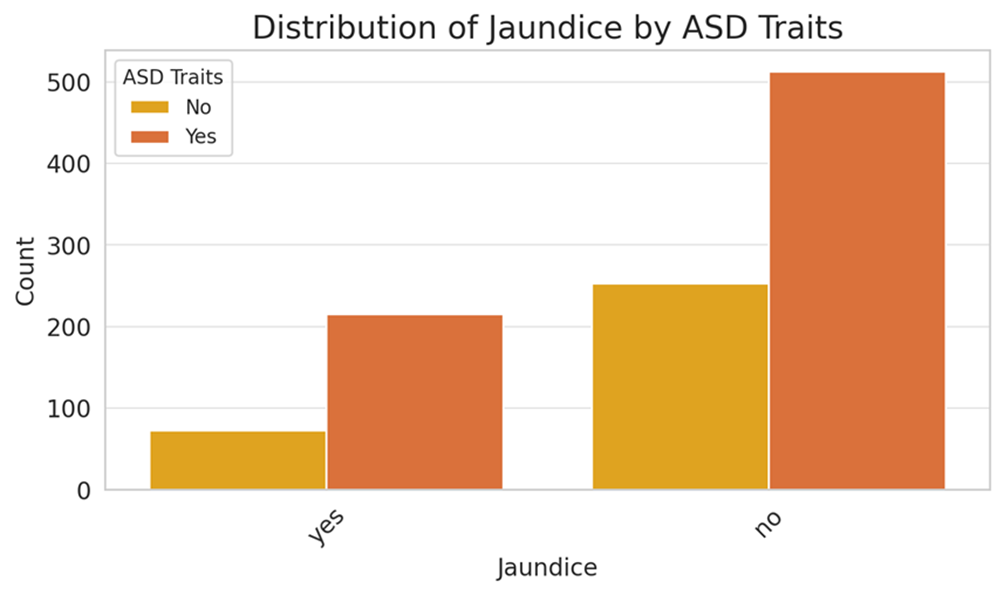 Distribution of Jaundice by ASD Traits
ASD Traits
No
Yes
500
400
300
200
100
0
Count
yes
no
Jaundice